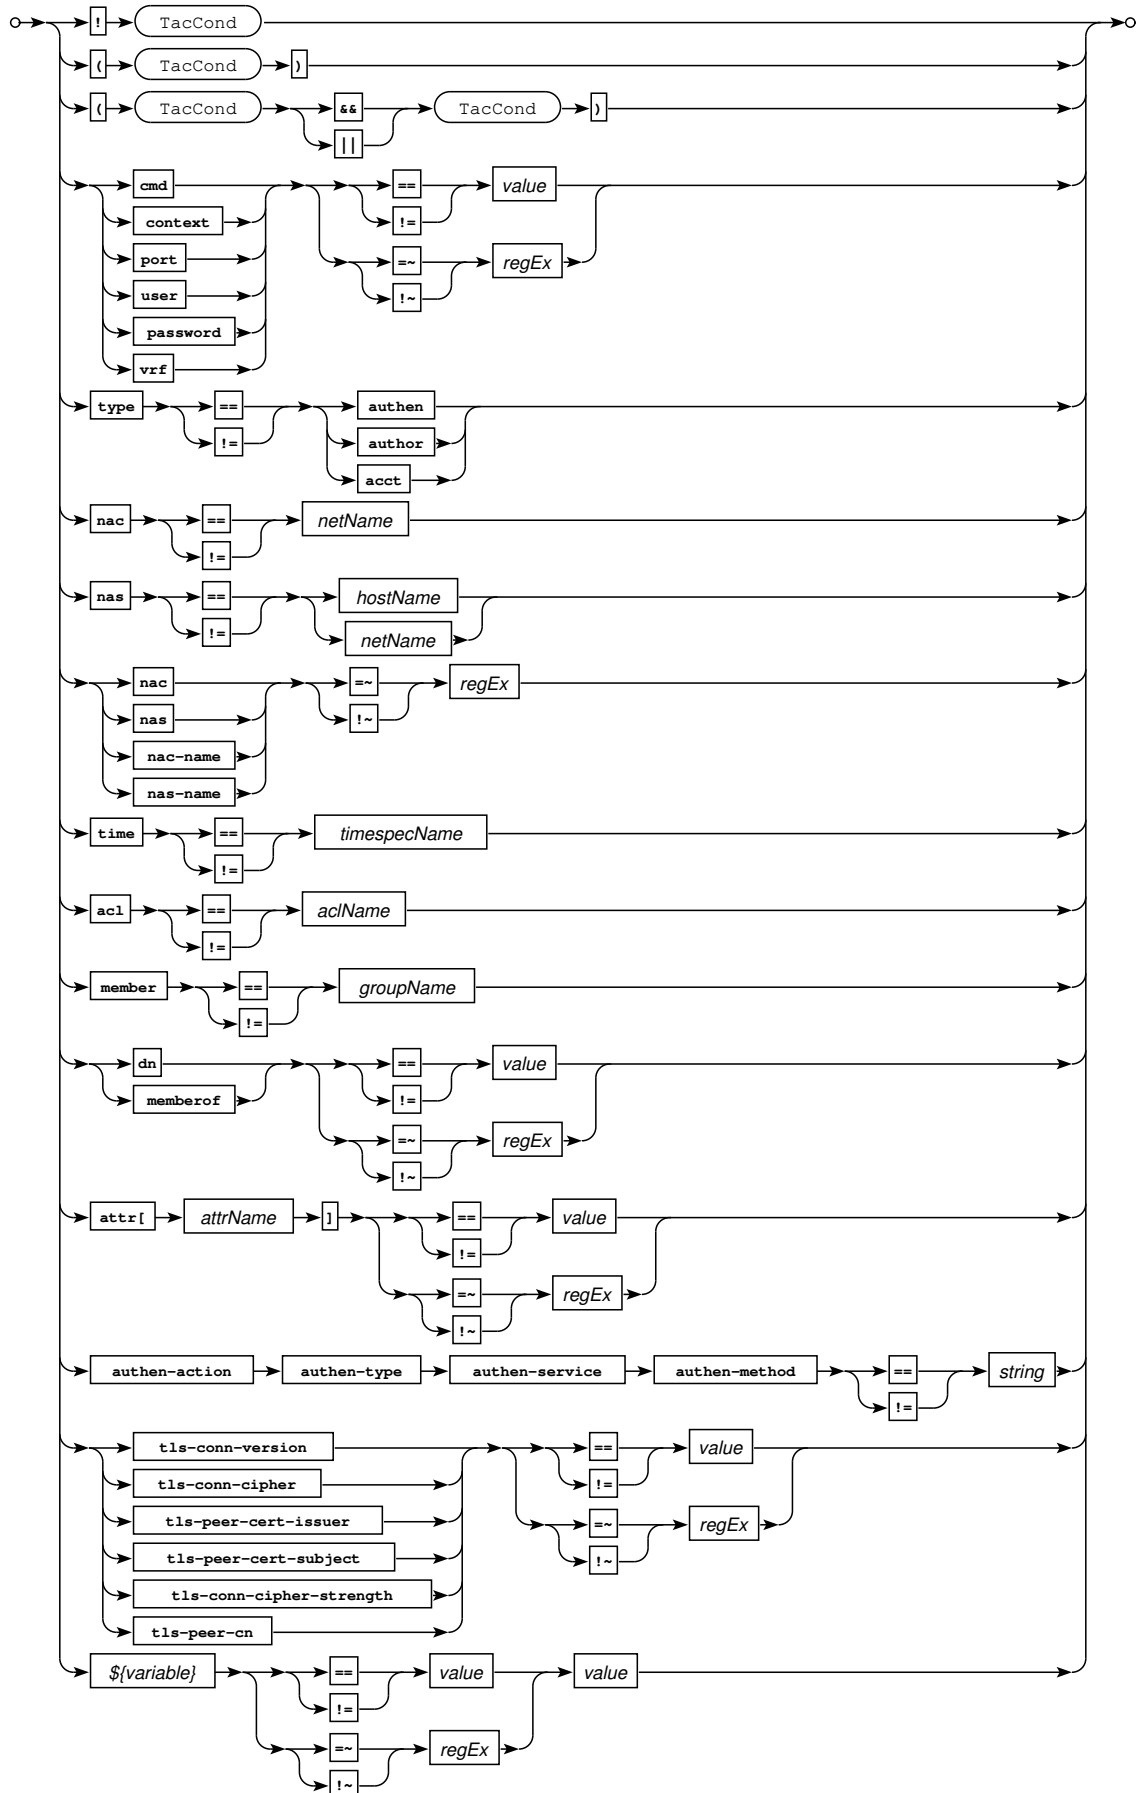 ! TacCond
( TacCond )
( TacCond && TacCond )
||
cmd == value
context !=
port =~ regEx
user !~
password
vrf
type == authen
!= author
acct
nac == netName
!=
nas == hostName
!= netName
nac =~ regEx
nas !~
nac-name
nas-name
time == timespecName
!=
acl == aclName
!=
member == groupName
!=
dn == value
memberof !=
=~ regEx
!~
attr[ attrName ] == value
!=
=~ regEx
!~
authen-action authen-type authen-service authen-method == string
!=
tls-conn-version == value
tls-conn-cipher !=
tls-peer-cert-issuer =~ regEx
tls-peer-cert-subject !~
tls-conn-cipher-strength
tls-peer-cn
${variable} == value value
!=
=~ regEx
!~